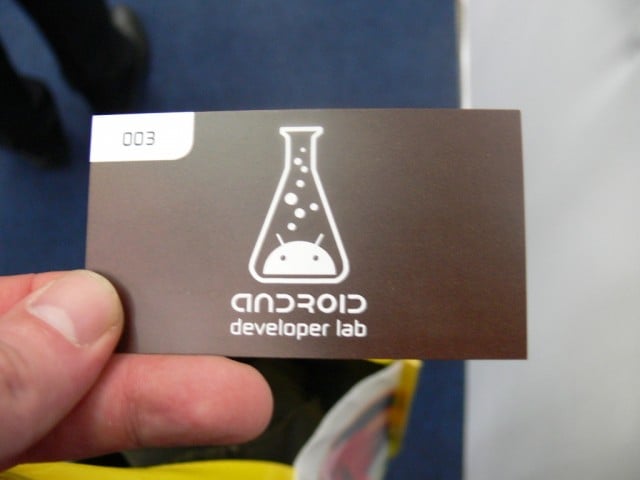 003
ANDROID
developer lab